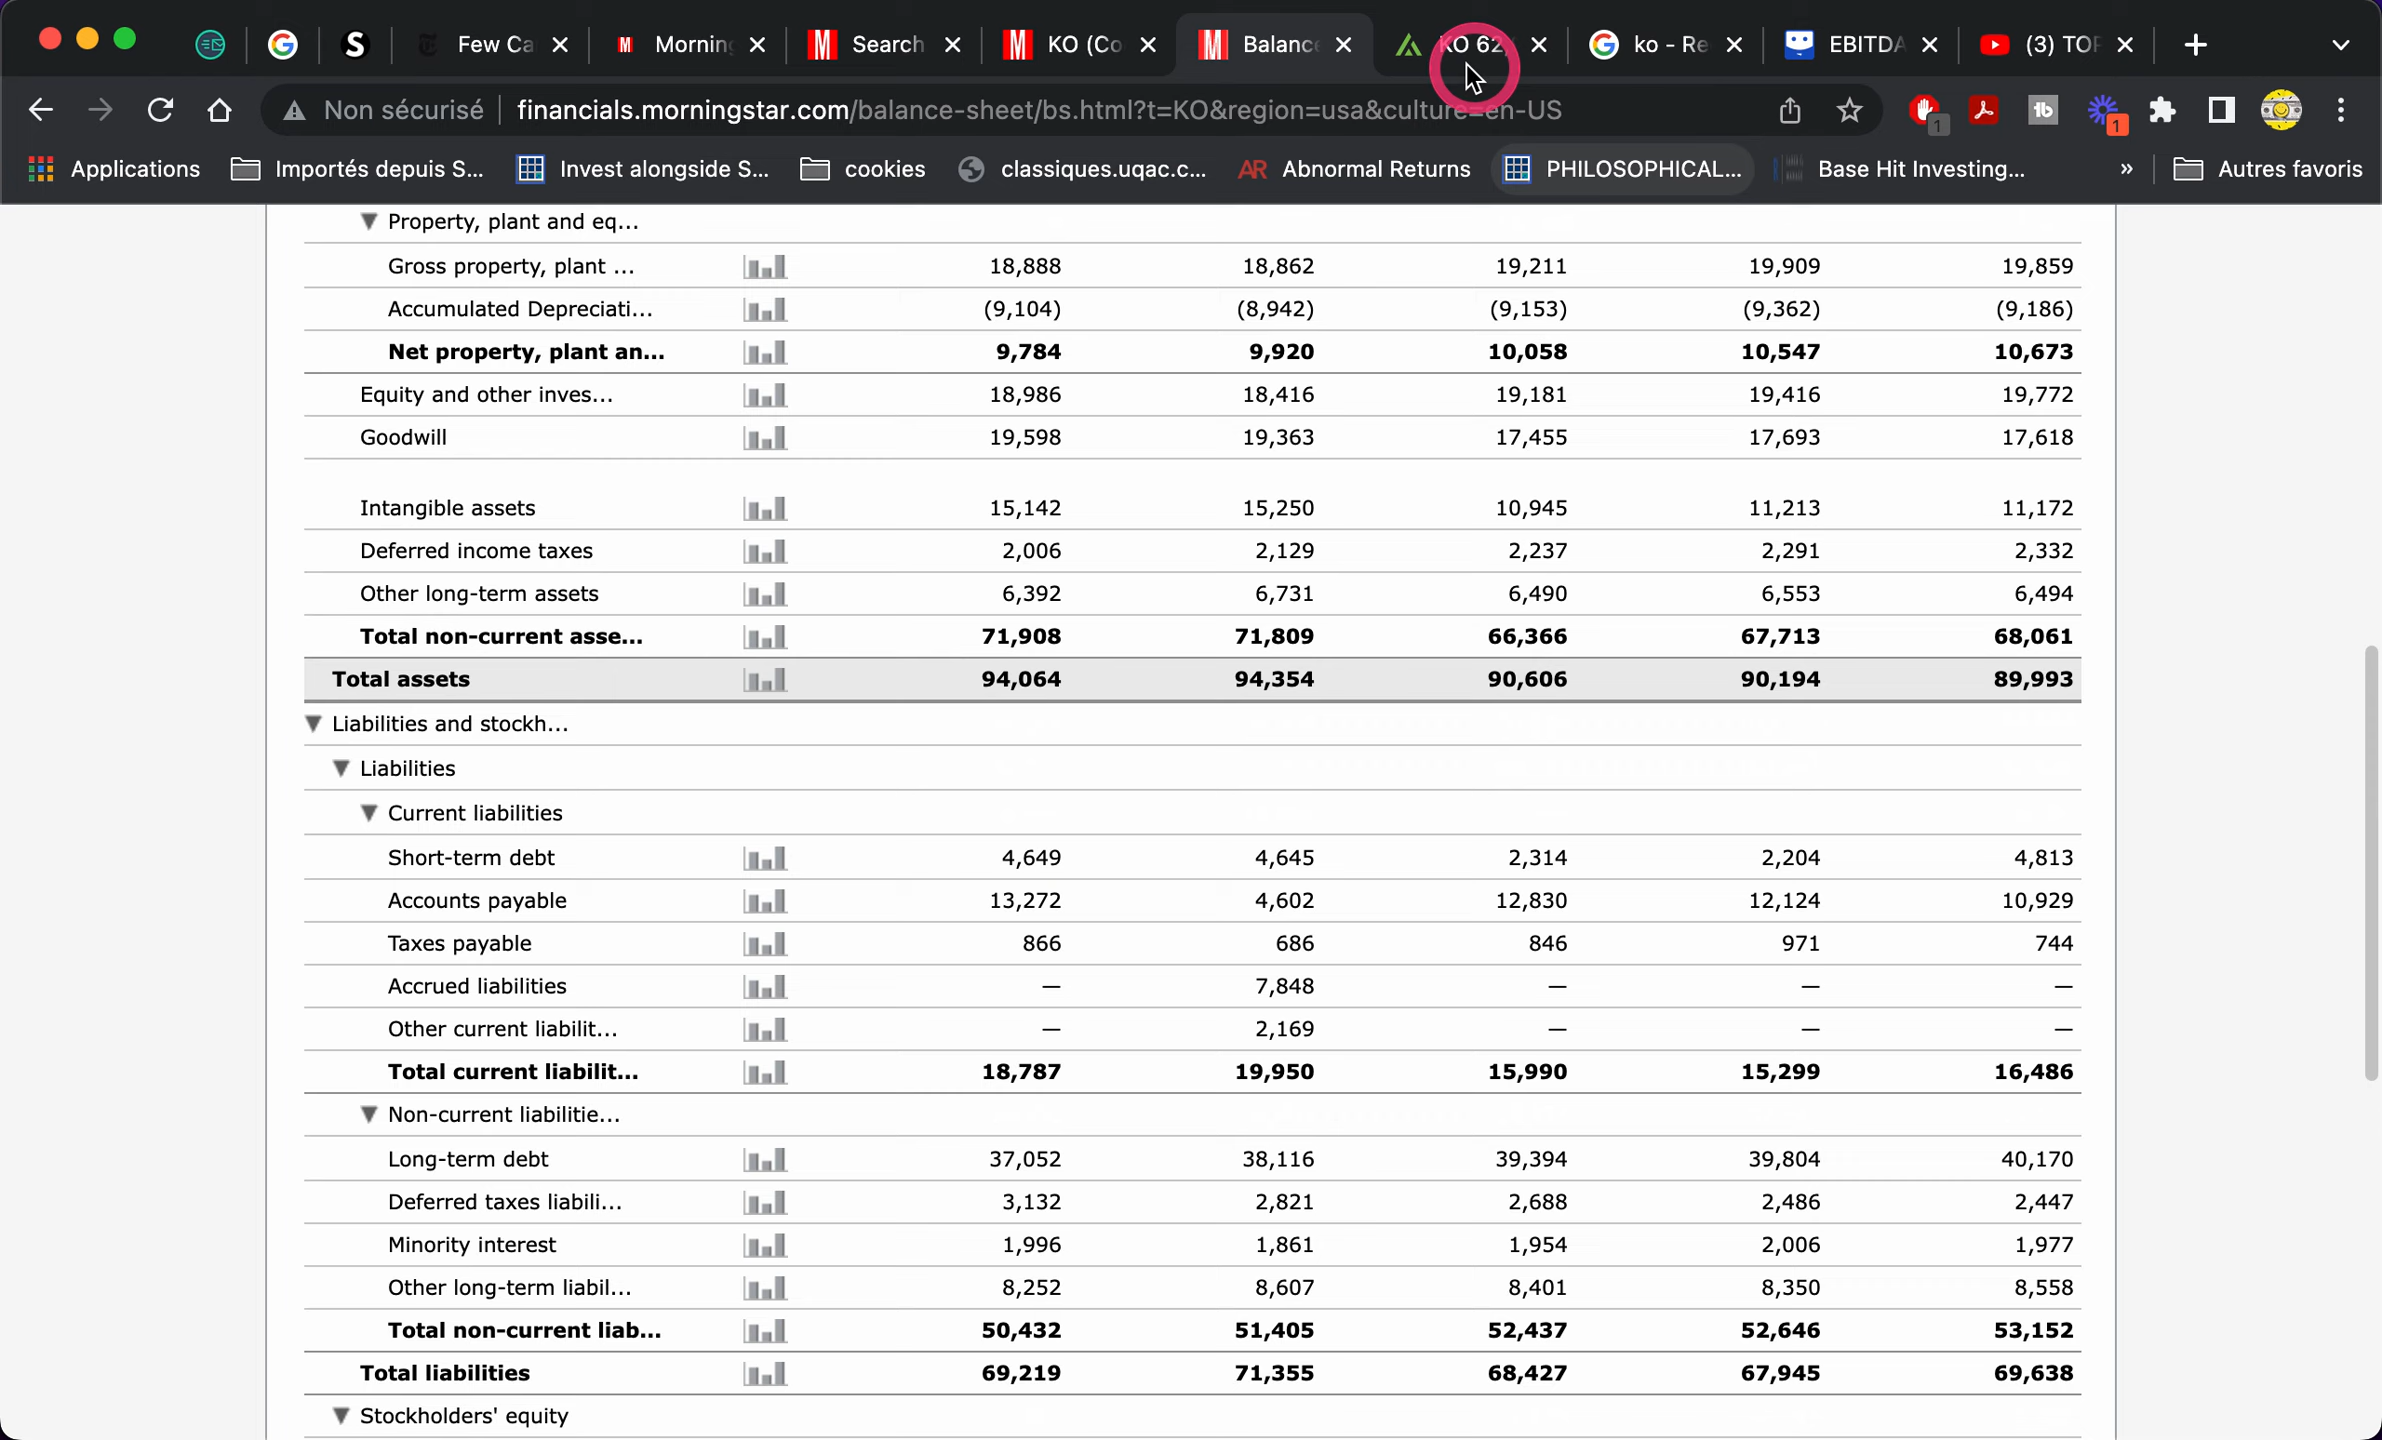 Few Ca
Morning
Search
KO (Co
Balance
KO 62
ko - Re
EBITDA
(3) TOP
Non sécurisé
financials.morningstar.com/balance-sheet/bs.html?t=KO&region=usa&culture=en-US
1
1
Applications
Importés depuis S...
Invest alongside S...
cookies
classiques.uqac.c...
AR Abnormal Returns
PHILOSOPHICAL...
Base Hit Investing...
»
Autres favoris
Property, plant and eq...
Gross property, plant ... 18,888 18,862 19,211 19,909 19,859
Accumulated Depreciati... (9,104) (8,942) (9,153) (9,362) (9,186)
Net property, plant an... 9,784 9,920 10,058 10,547 10,673
Equity and other inves... 18,986 18,416 19,181 19,416 19,772
Goodwill 19,598 19,363 17,455 17,693 17,618
Intangible assets 15,142 15,250 10,945 11,213 11,172
Deferred income taxes 2,006 2,129 2,237 2,291 2,332
Other long-term assets 6,392 6,731 6,490 6,553 6,494
Total non-current asse... 71,908 71,809 66,366 67,713 68,061
Total assets 94,064 94,354 90,606 90,194 89,993
Liabilities and stockh...
Liabilities
Current liabilities
Short-term debt 4,649 4,645 2,314 2,204 4,813
Accounts payable 13,272 4,602 12,830 12,124 10,929
Taxes payable 866 686 846 971 744
Accrued liabilities — 7,848 — — —
Other current liabilit... — 2,169 — — —
Total current liabilit... 18,787 19,950 15,990 15,299 16,486
Non-current liabilitie...
Long-term debt 37,052 38,116 39,394 39,804 40,170
Deferred taxes liabili... 3,132 2,821 2,688 2,486 2,447
Minority interest 1,996 1,861 1,954 2,006 1,977
Other long-term liabil... 8,252 8,607 8,401 8,350 8,558
Total non-current liab... 50,432 51,405 52,437 52,646 53,152
Total liabilities 69,219 71,355 68,427 67,945 69,638
Stockholders' equity